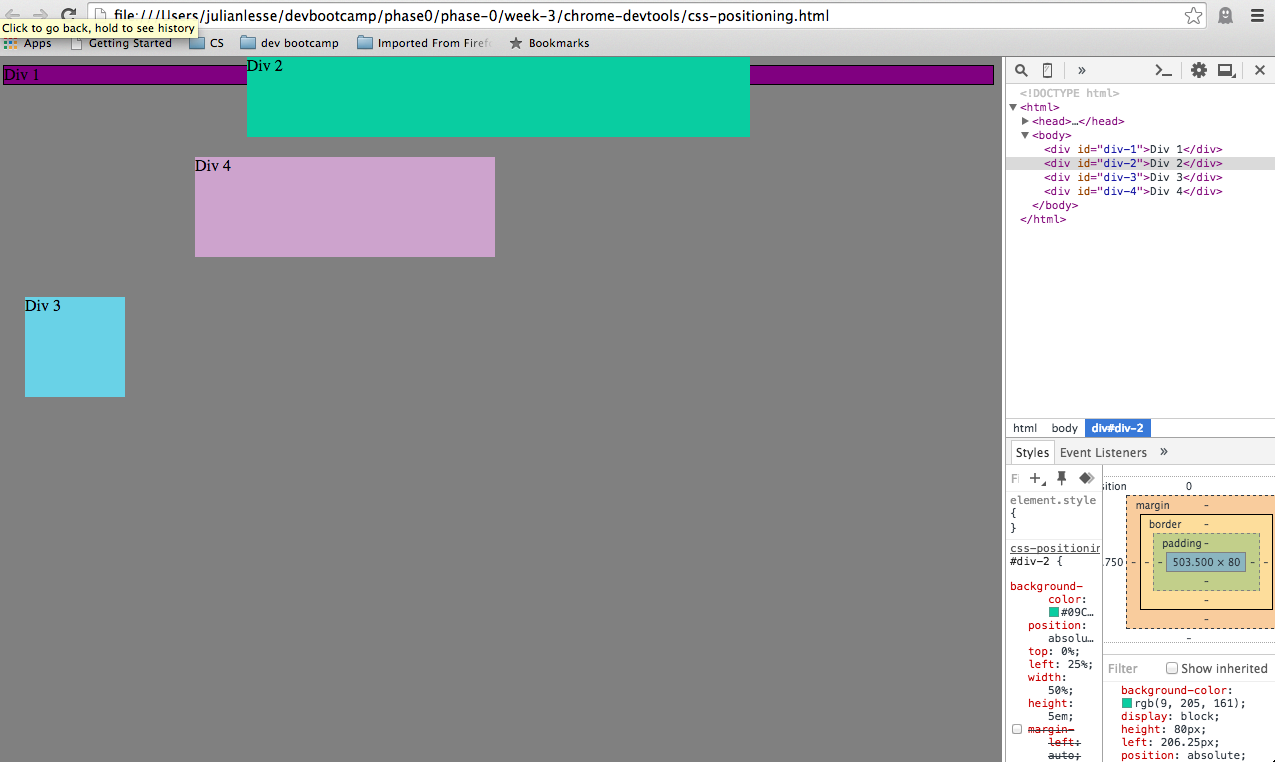 file:///Users/julianlesse/devbootcamp/phase0/phase-0/week-3/chrome-devtools/css-positioning.html
Click to go back, hold to see history
Apps Getting Started CS dev bootcamp Imported From Firef Bookmarks
Div 1
Div 2
Div 4
Div 3
<!DOCTYPE html>
<html>
<head>…</head>
<body>
<div id="div-1">Div 1</div>
<div id="div-2">Div 2</div>
<div id="div-3">Div 3</div>
<div id="div-4">Div 4</div>
</body>
</html>
html body div#div-2
Styles Event Listeners »
Fi
element.style
{
}
css-positionin
#div-2 {
background-
color:
#09C…
position:
absolu…
top: 0%;
left: 25%;
width:
50%;
height:
5em;
margin-
left:
auto;
sition 0
margin -
border -
padding -
.750 - - - 503.500 × 80 - - -
-
-
-
-
Filter Show inherited
background-color:
rgb(9, 205, 161);
display: block;
height: 80px;
left: 206.25px;
position: absolute;